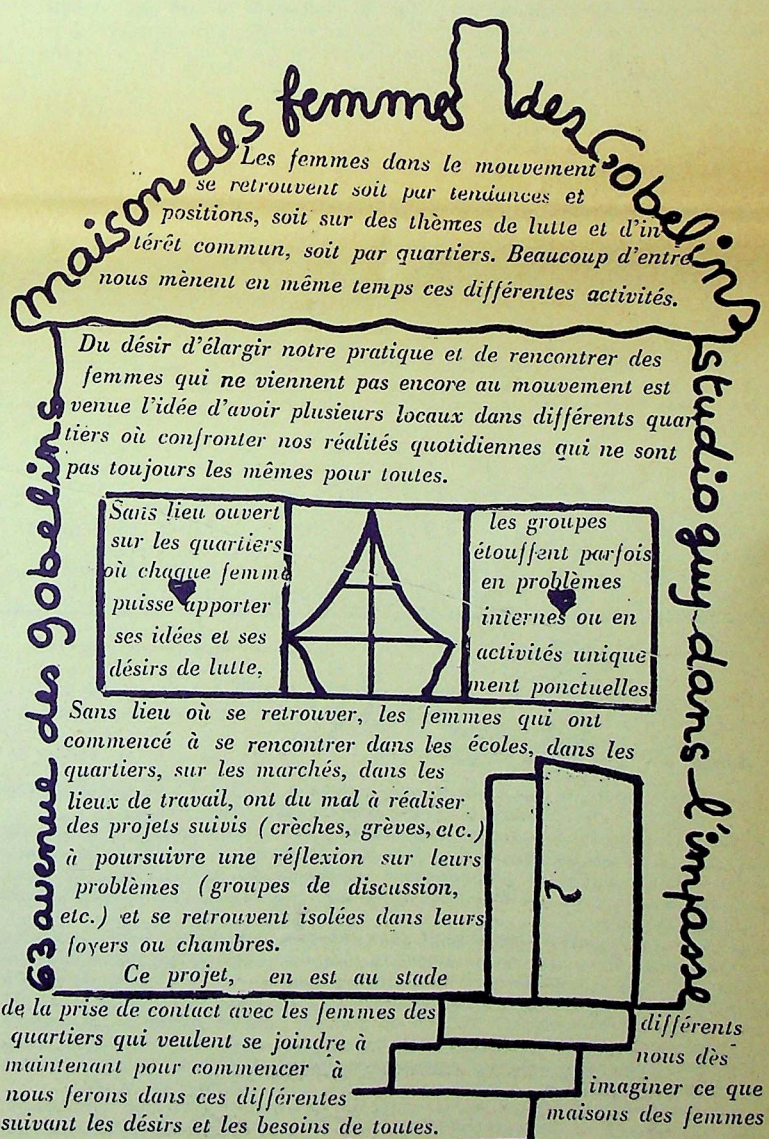 maison des femmes des Gobelins
Les femmes dans le mouvement
se retrouvent soit par tendances et
positions, soit sur des thèmes de lutte et d'in-
térêt commun, soit par quartiers. Beaucoup d'entre
nous mènent en même temps ces différentes activités.
Du désir d'élargir notre pratique et de rencontrer des
femmes qui ne viennent pas encore au mouvement est
venue l'idée d'avoir plusieurs locaux dans différents quar
tiers où confronter nos réalités quotidiennes qui ne sont
pas toujours les mêmes pour toutes.
Sans lieu ouvert
sur les quartiers
où chaque femme
puisse apporter
ses idées et ses
désirs de lutte,
les groupes
étouffent parfois
en problèmes
internes ou en
activités unique
ment ponctuelles
Sans lieu où se retrouver, les femmes qui ont
commencé à se rencontrer dans les écoles, dans les
quartiers, sur les marchés, dans les
lieux de travail, ont du mal à réaliser
des projets suivis (crèches, grèves, etc.)
à poursuivre une réflexion sur leurs
problèmes (groupes de discussion,
etc.) et se retrouvent isolées dans leurs
foyers ou chambres.
Ce projet, en est au stade
de la prise de contact avec les femmes des différents
quartiers qui veulent se joindre à nous dès
maintenant pour commencer à imaginer ce que
nous ferons dans ces différentes maisons des femmes
suivant les désirs et les besoins de toutes.
63 avenue des gobelins
studio guy dans l'impasse